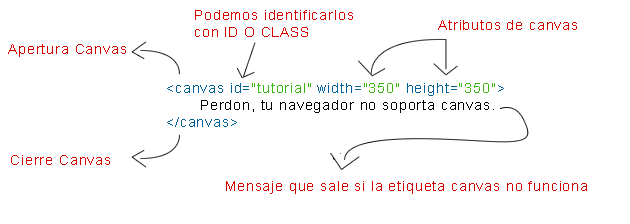 Podemos identificarlos
con ID O CLASS
Atributos de canvas
Apertura Canvas
<canvas id="tutorial" width="350" height="350">
Perdon, tu navegador no soporta canvas.
</canvas>
Cierre Canvas
Mensaje que sale si la etiqueta canvas no funciona